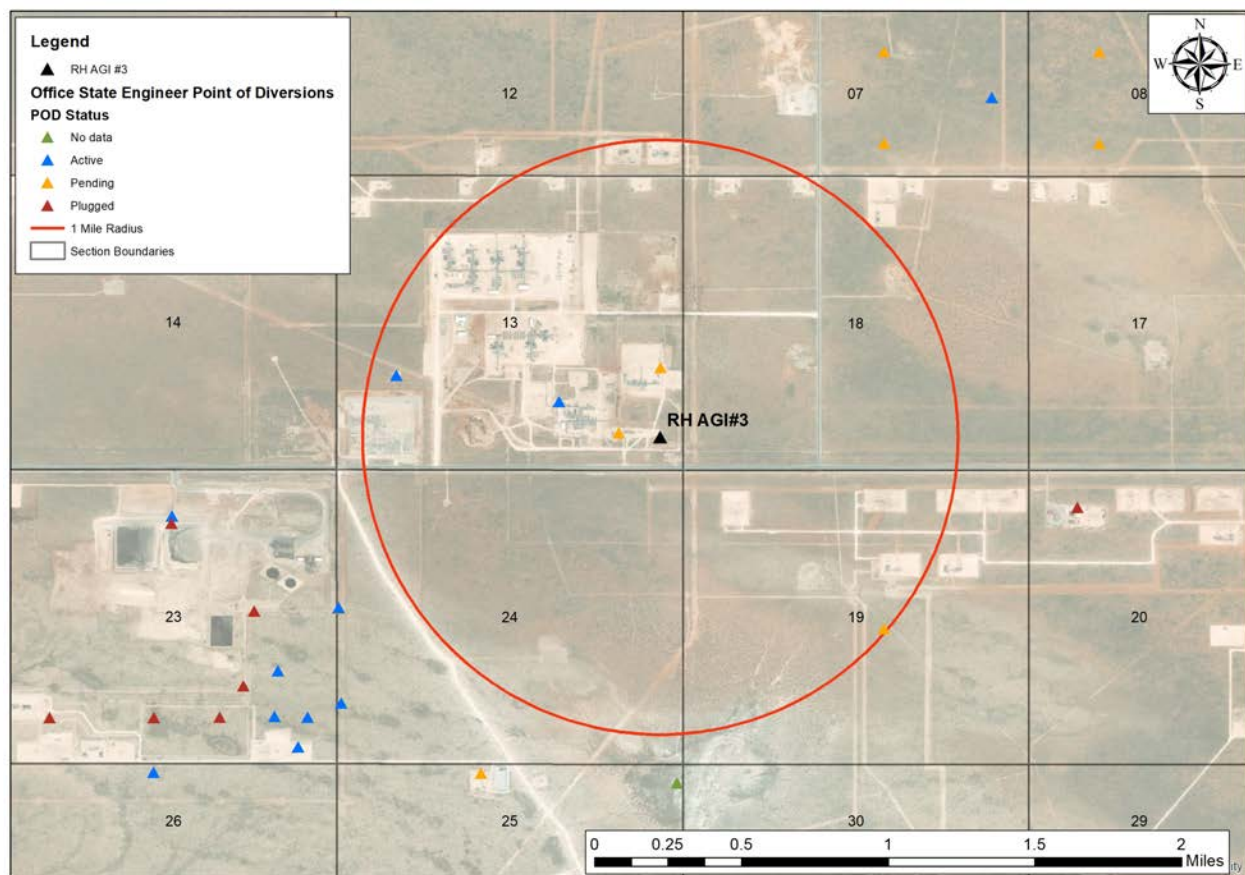 Legend
RH AGI #3
Office State Engineer Point of Diversions
POD Status
No data
Active
Pending
Plugged
1 Mile Radius
Section Boundaries
N
W E
S
12
07
08
14
13
18
17
RH AGI#3
23
24
19
20
26
25
30
29
0 0.25 0.5 1 1.5 2
Miles
ity